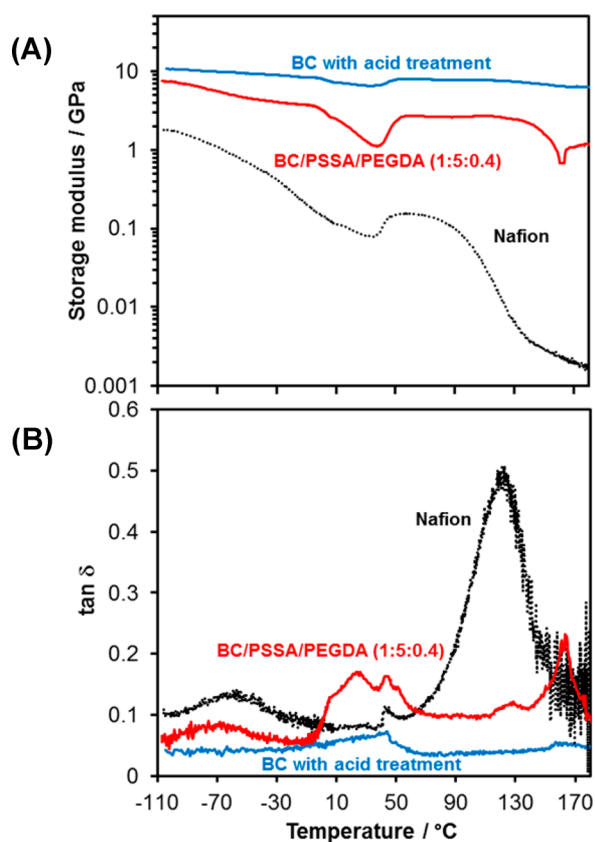 (A)
Storage modulus / GPa
10
1
0.1
0.01
0.001
BC with acid treatment
BC/PSSA/PEGDA (1:5:0.4)
Nafion
(B)
tan δ
0.6
0.5
0.4
0.3
0.2
0.1
0
Nafion
BC/PSSA/PEGDA (1:5:0.4)
BC with acid treatment
-110 -70 -30 10 50 90 130 170
Temperature / °C